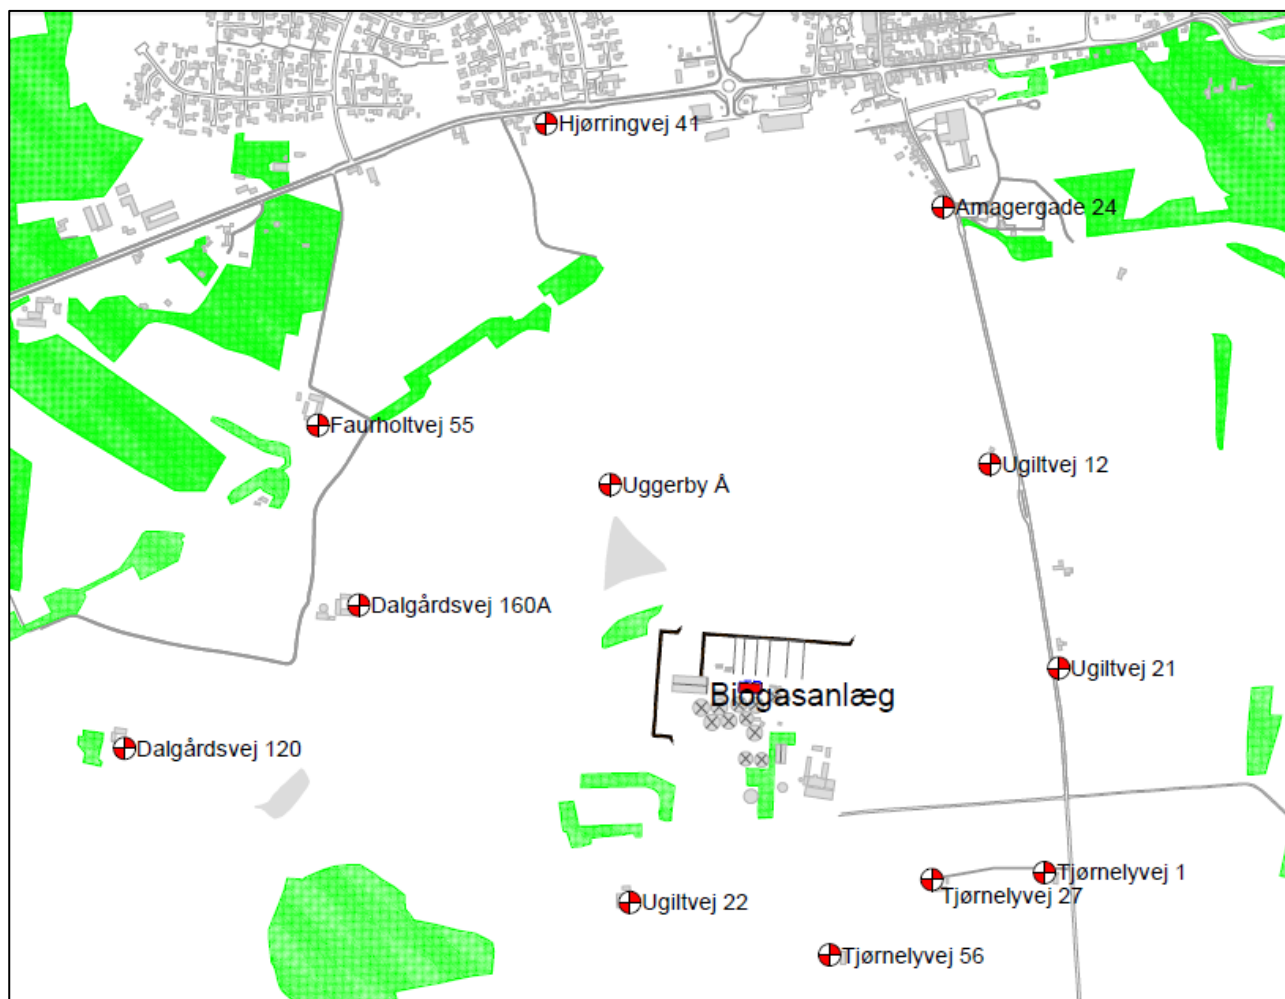 Hjørringvej 41
Amagergade 24
Faurholtvej 55
Ugiltvej 12
Uggerby Å
Dalgårdsvej 160A
Ugiltvej 21
Biogasanlæg
Dalgårdsvej 120
Tjørnelyvej 1
Tjørnelyvej 27
Ugiltvej 22
Tjørnelyvej 56